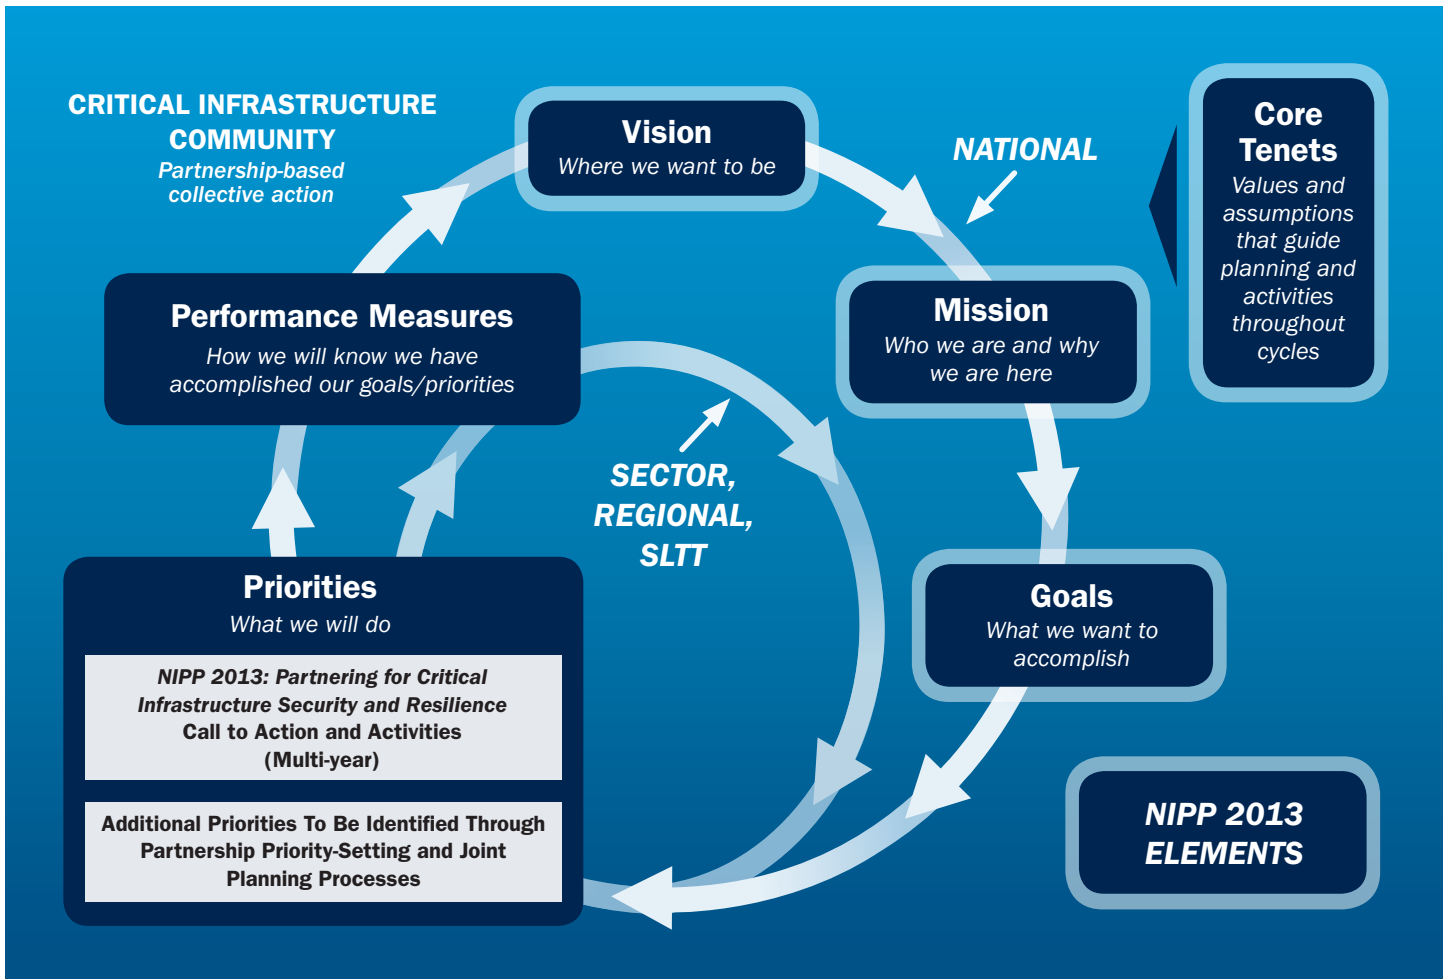 CRITICAL INFRASTRUCTURE
COMMUNITY
Partnership-based
collective action
Vision
Where we want to be
NATIONAL
Core
Tenets
Values and
assumptions
that guide
planning and
activities
throughout
cycles
Performance Measures
How we will know we have
accomplished our goals/priorities
Mission
Who we are and why
we are here
SECTOR,
REGIONAL,
SLTT
Priorities
What we will do
NIPP 2013: Partnering for Critical
Infrastructure Security and Resilience
Call to Action and Activities
(Multi-year)
Additional Priorities To Be Identified Through
Partnership Priority-Setting and Joint
Planning Processes
Goals
What we want to
accomplish
NIPP 2013
ELEMENTS